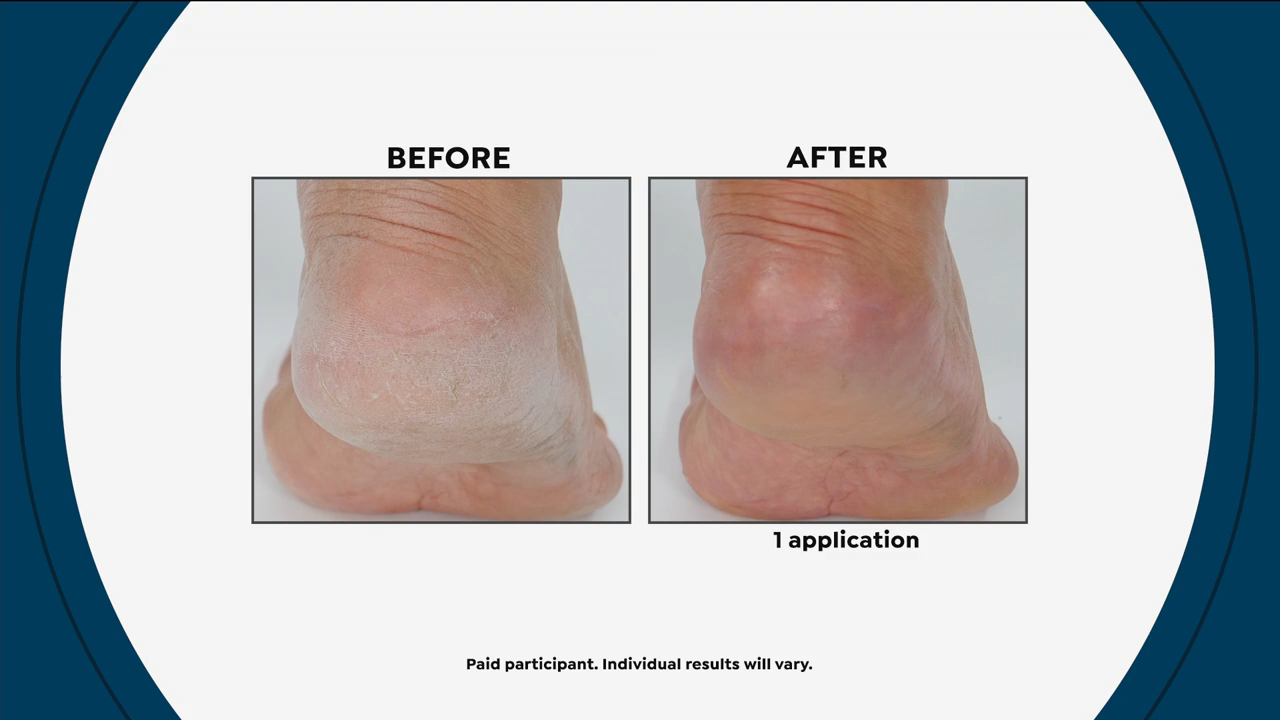 BEFORE
AFTER
1 application
Paid participant. Individual results will vary.